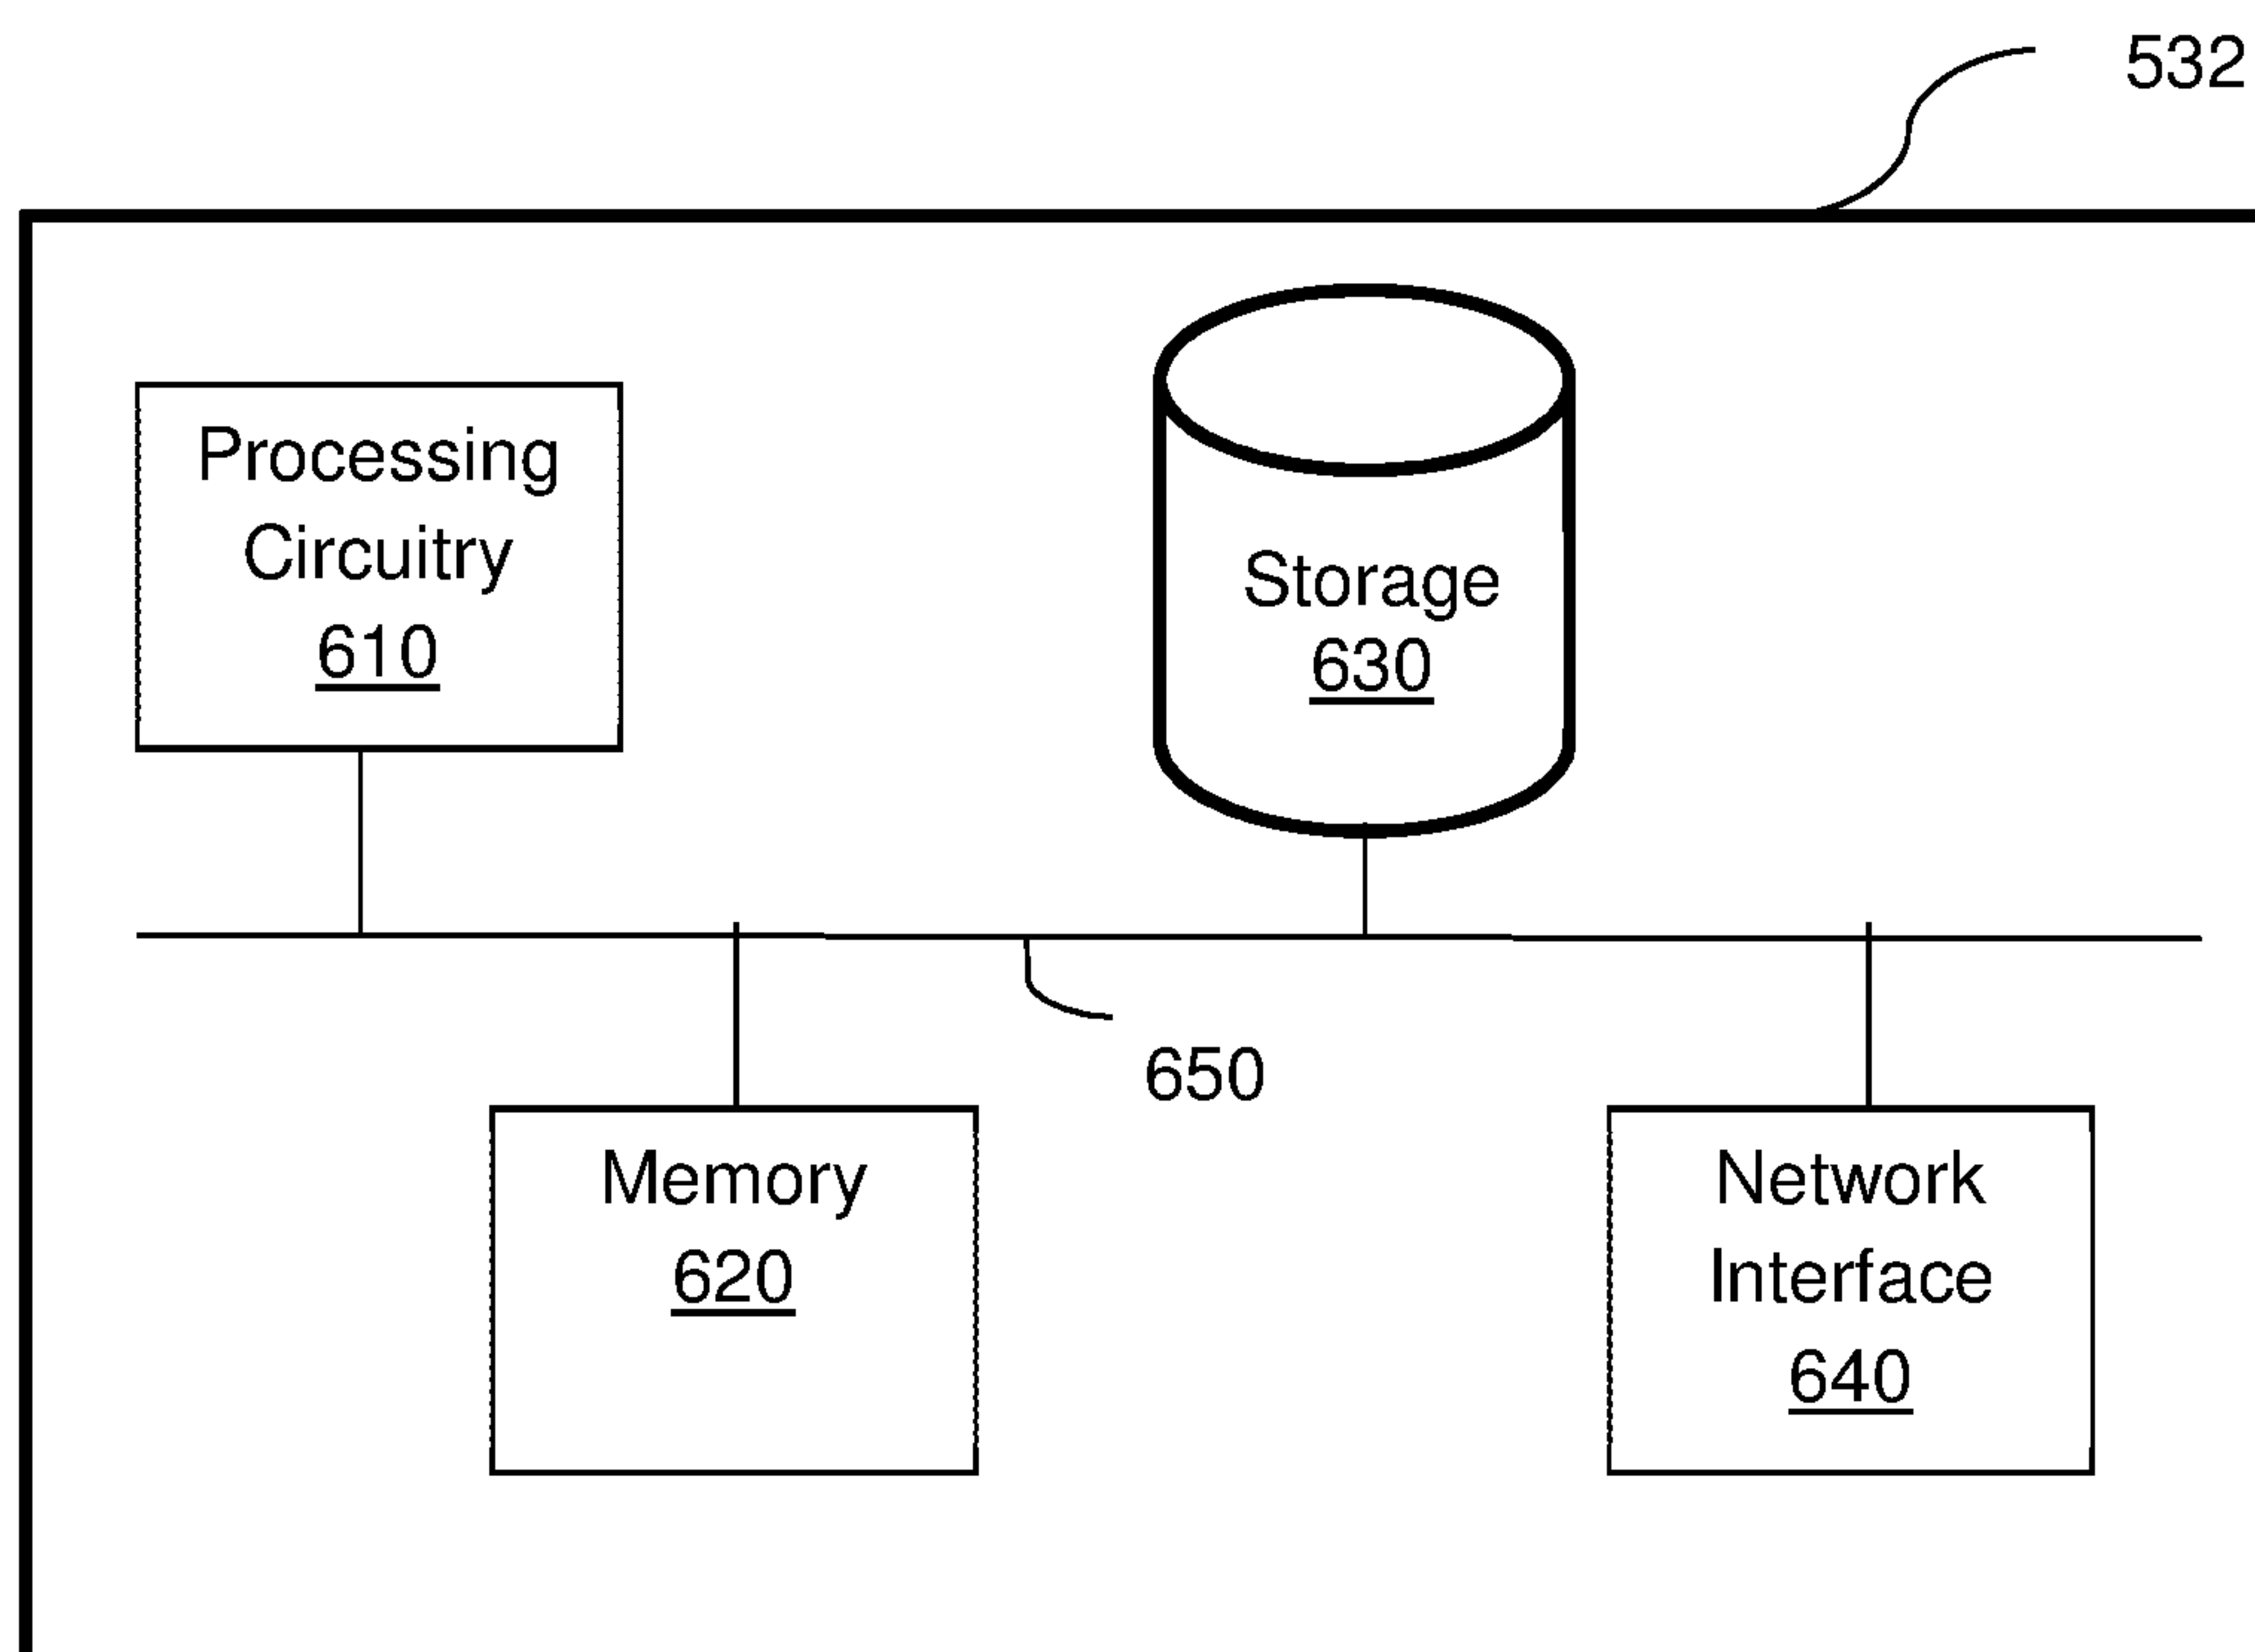 532
Processing
Circuitry
610
Storage
630
650
Memory
620
Network
Interface
640